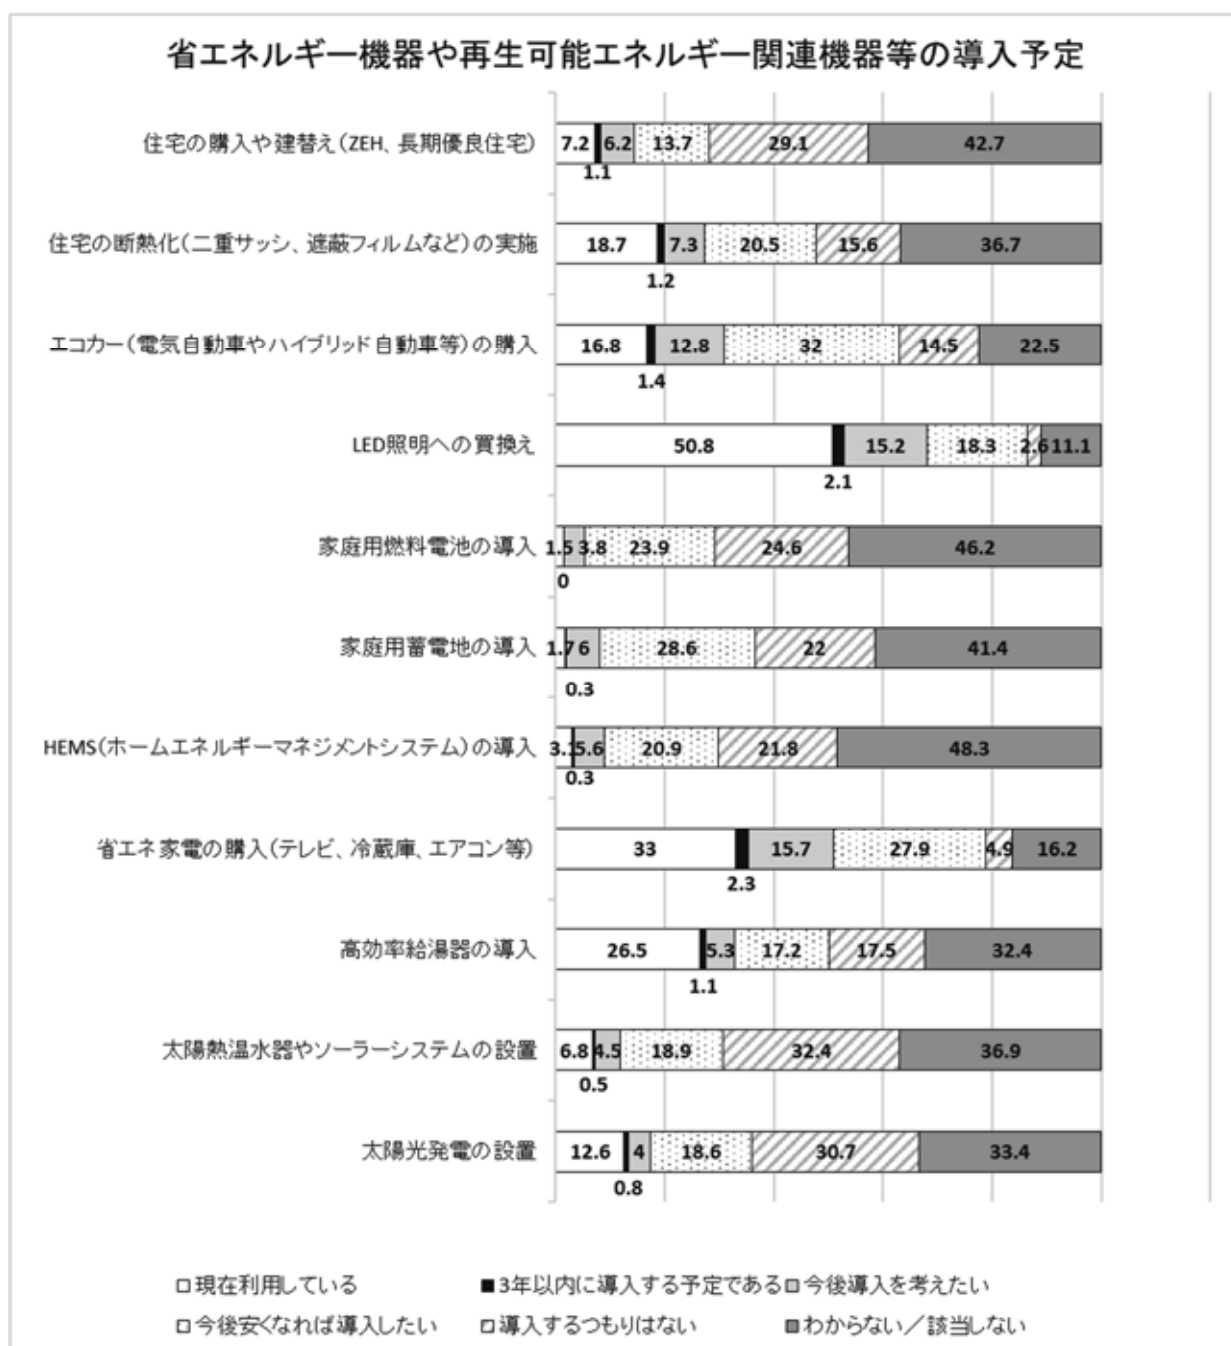 省エネルギー機器や再生可能エネルギー関連機器等の導入予定
住宅の購入や建替え(ZEH、長期優良住宅) 7.2 6.2 13.7 29.1 42.7
1.1
住宅の断熱化(二重サッシ、遮蔽フィルムなど)の実施 18.7 7.3 20.5 15.6 36.7
1.2
エコカー(電気自動車やハイブリッド自動車等)の購入 16.8 12.8 32 14.5 22.5
1.4
LED照明への買換え 50.8 15.2 18.3 2.6 11.1
2.1
家庭用燃料電池の導入 1.5 3.8 23.9 24.6 46.2
0
家庭用蓄電地の導入 1.7 6 28.6 22 41.4
0.3
HEMS(ホームエネルギーマネジメントシステム)の導入 3.1 5.6 20.9 21.8 48.3
0.3
省エネ家電の購入(テレビ、冷蔵庫、エアコン等) 33 15.7 27.9 4.9 16.2
2.3
高効率給湯器の導入 26.5 5.3 17.2 17.5 32.4
1.1
太陽熱温水器やソーラーシステムの設置 6.8 4.5 18.9 32.4 36.9
0.5
太陽光発電の設置 12.6 4 18.6 30.7 33.4
0.8
現在利用している 3年以内に導入する予定である 今後導入を考えたい
今後安くなれば導入したい 導入するつもりはない わからない/該当しない